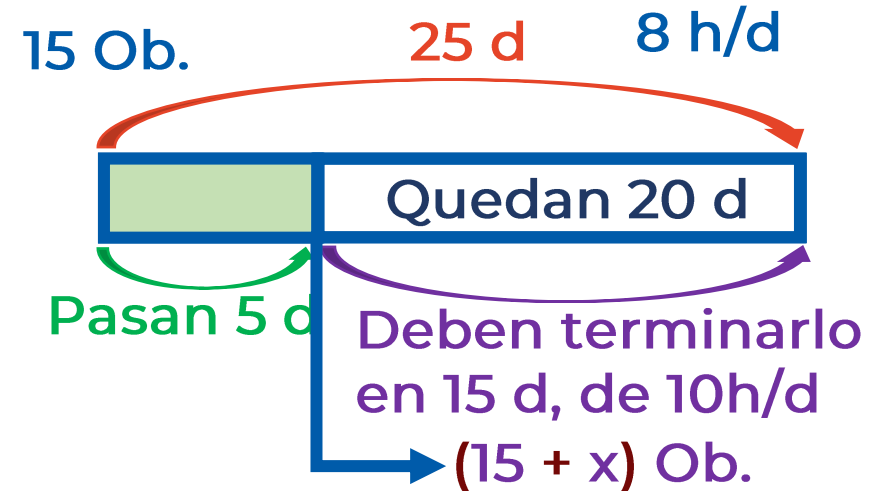 15 Ob.
25 d
8 h/d
Quedan 20 d
Pasan 5 d
Deben terminarlo
en 15 d, de 10h/d
(15 + x) Ob.